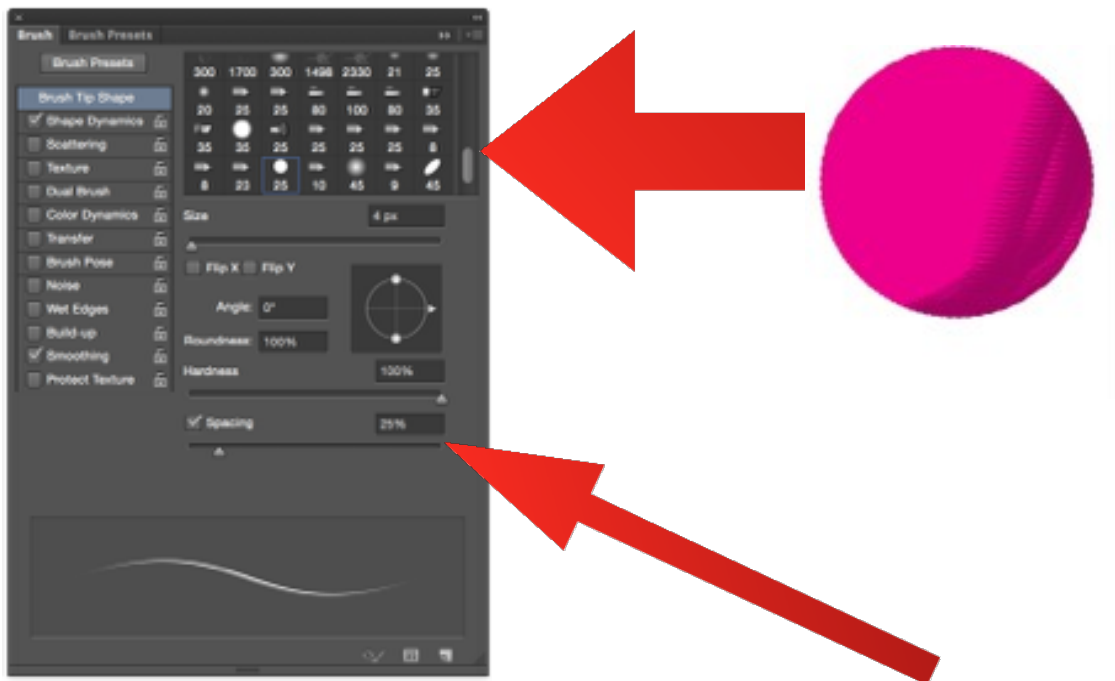 Brush Brush Presets
Brush Presets
300 1700 300 1498 2330 21 25
Brush Tip Shape
20 25 25 80 100 80 35
Shape Dynamics
35 35 25 25 25 25 8
Scattering
Texture
8 23 25 10 45 9 45
Dual Brush
Color Dynamics
Size 4 px
Transfer
Brush Pose
Flip X Flip Y
Noise
Wet Edges
Angle: 0°
Build-up
Roundness: 100%
Smoothing
Hardness 100%
Protect Texture
Spacing 25%